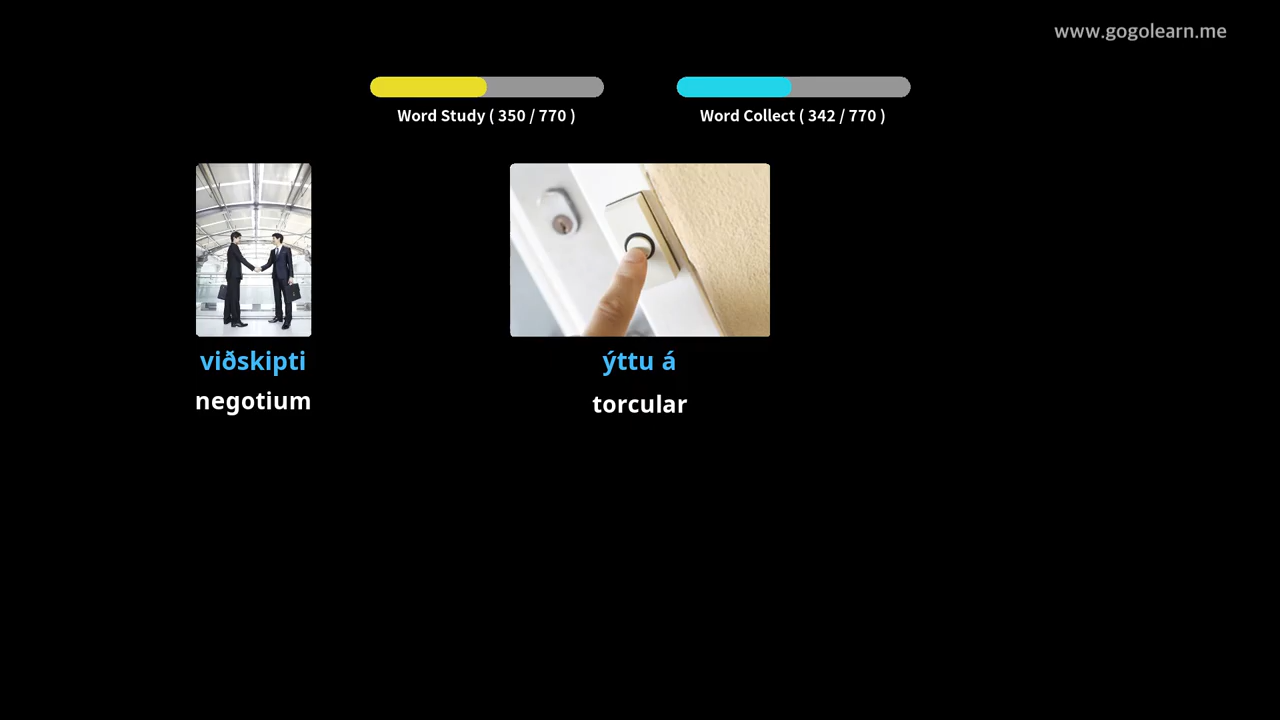 www.gogolearn.me
Word Study ( 350 / 770 )
Word Collect ( 342 / 770 )
viðskipti
negotium
ýttu á
torcular